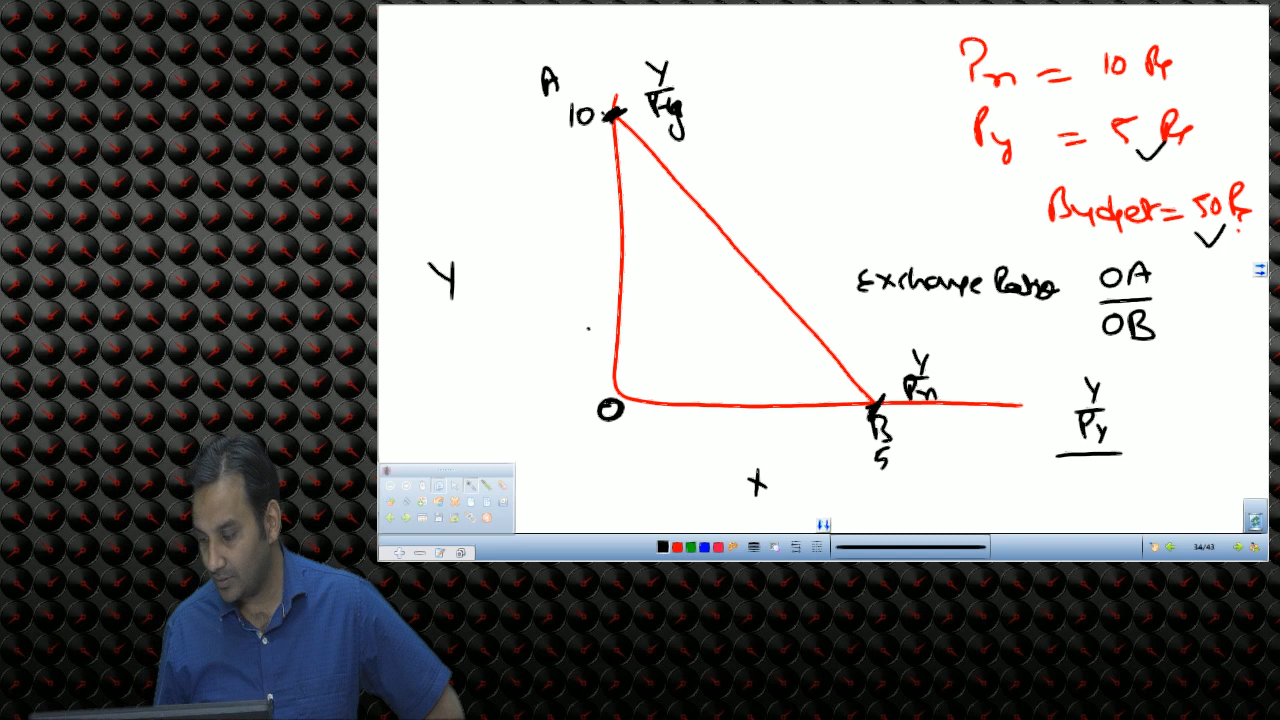 A
10
Y
Py
Pn = 10 Rs
Py = 5 Rs
Budget = 50 Rs
Y
Exchange Ratio OA
OB
O
Y
Pn
B
5
Y
Py
X
34/43